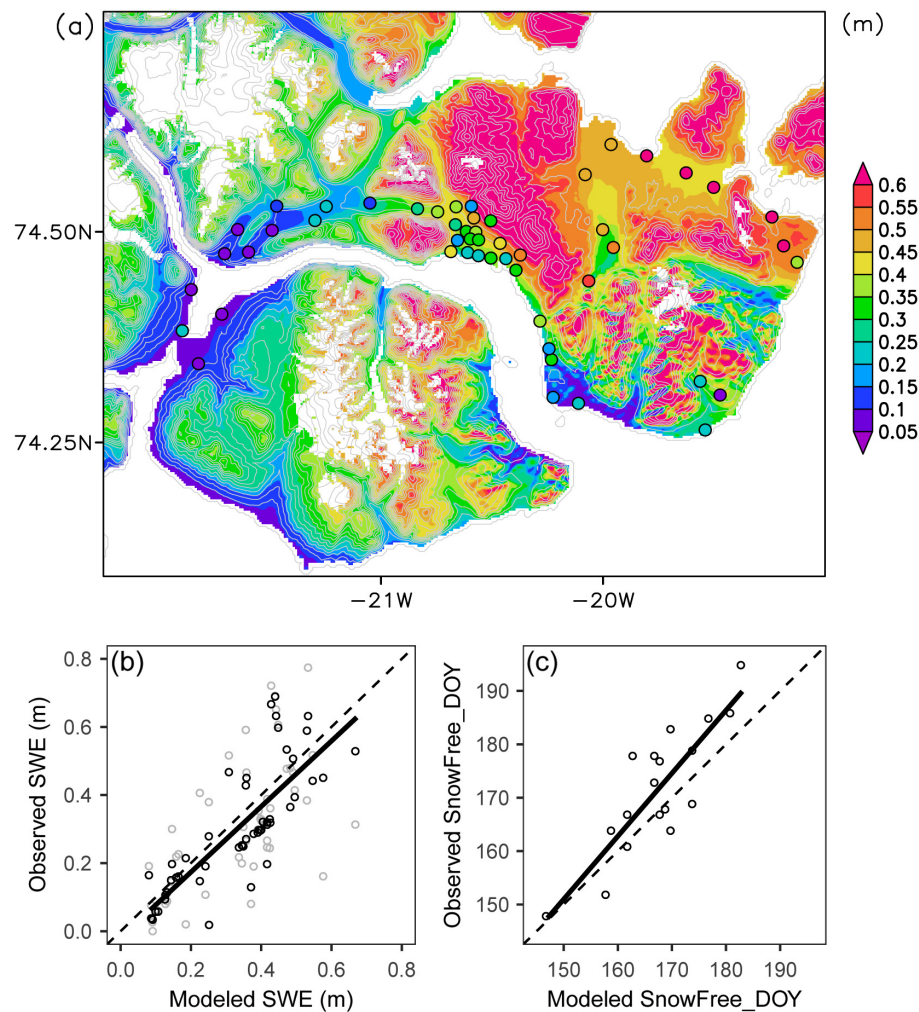 (a)
(m)
74.50N
74.25N
−21W
−20W
0.6
0.55
0.5
0.45
0.4
0.35
0.3
0.25
0.2
0.15
0.1
0.05
(b)
0.8
0.6
0.4
0.2
0.0
Observed SWE (m)
0.0 0.2 0.4 0.6 0.8
Modeled SWE (m)
(c)
190
180
170
160
150
Observed SnowFree_DOY
150 160 170 180 190
Modeled SnowFree_DOY